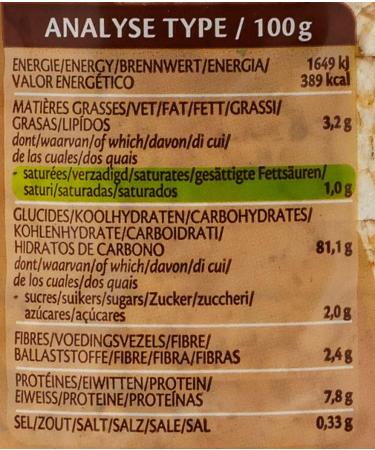 ANALYSE TYPE / 100g
ENERGIE/ENERGY/BRENNWERT/ENERGIA/ 1649 kJ
VALOR ENERGÉTICO 389 kcal
MATIÈRES GRASSES/VET/FAT/FETT/GRASSI/
GRASAS/LIPÍDOS 3,2 g
dont/waarvan/of which/davon/di cui/
de las cuales/dos quais
- saturées/verzadigd/saturates/gesättigte Fettsäuren/
saturi/saturadas/saturados 1,0 g
GLUCIDES/KOOLHYDRATEN/CARBOHYDRATES/
KOHLENHYDRATE/CARBOIDRATI/
HIDRATOS DE CARBONO 81,1 g
dont/waarvan/of which/davon/di cui/
de los cuales/dos quais
- sucres/suikers/sugars/Zucker/zuccheri/
azúcares/açúcares 2,0 g
FIBRES/VOEDINGSVEZELS/FIBRE/
BALLASTSTOFFE/FIBRE/FIBRA/FIBRAS 2,4 g
PROTÉINES/EIWITTEN/PROTEIN/
EIWEISS/PROTEINE/PROTEÍNAS 7,8 g
SEL/ZOUT/SALT/SALZ/SALE/SAL 0,33 g